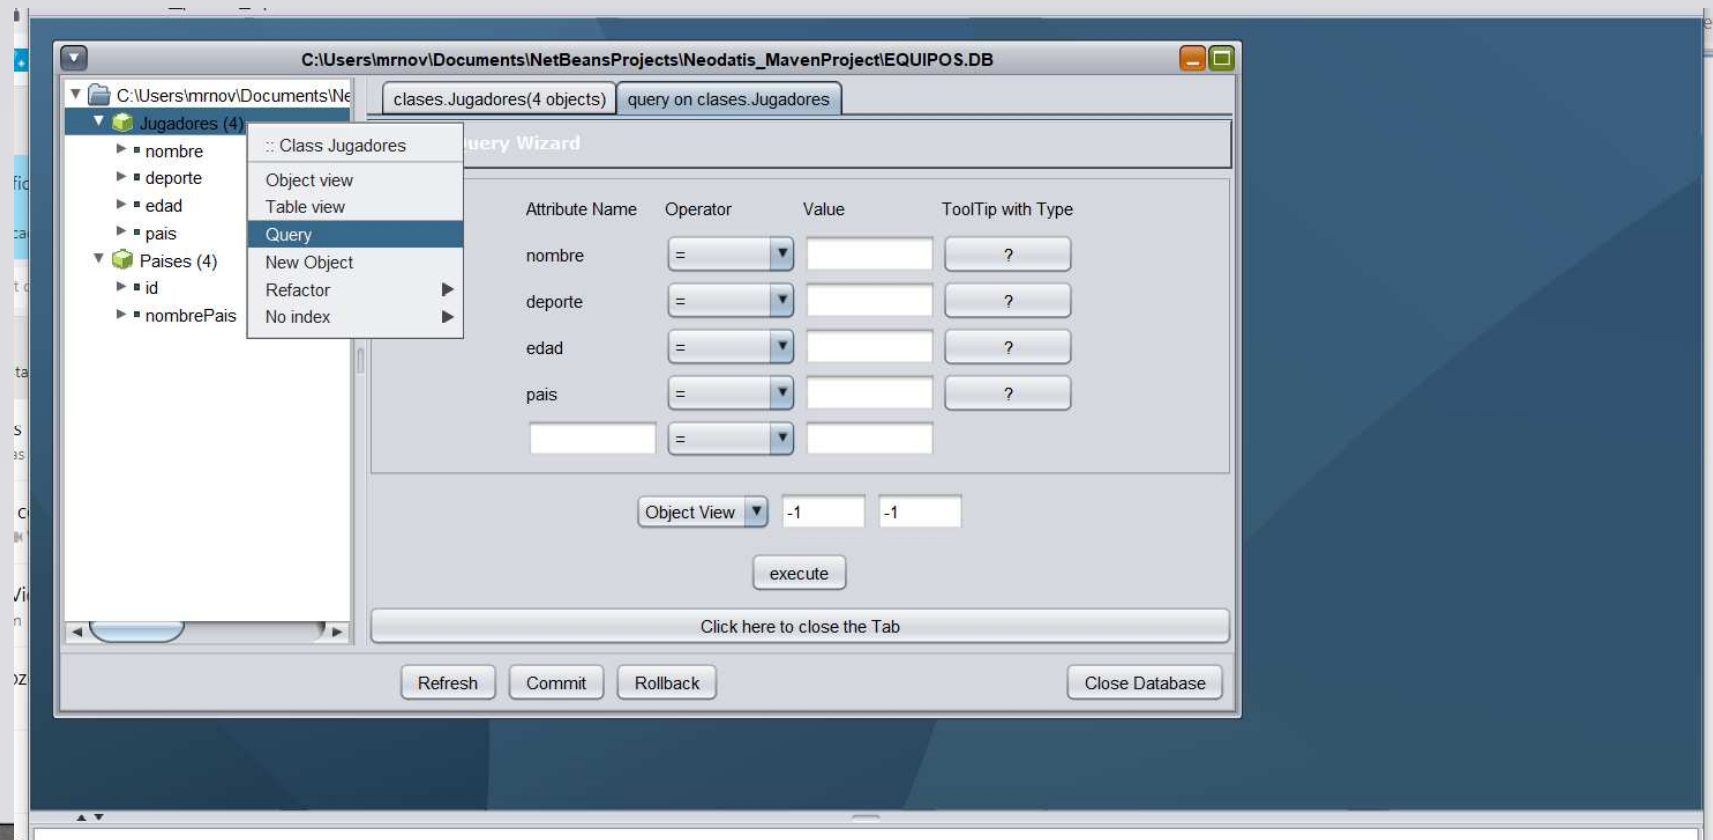 C:\Users\mrnov\Documents\NetBeansProjects\Neodatis_MavenProject\EQUIPOS.DB
C:\Users\mrnov\Documents\Ne
Jugadores (4)
nombre
deporte
edad
pais
Paises (4)
id
nombrePais
:: Class Jugadores
Object view
Table view
Query
New Object
Refactor
No index
clases.Jugadores(4 objects)
query on clases.Jugadores
uery Wizard
Attribute Name Operator Value ToolTip with Type
nombre = ?
deporte = ?
edad = ?
pais = ?
=
Object View -1 -1
execute
Click here to close the Tab
Refresh Commit Rollback Close Database